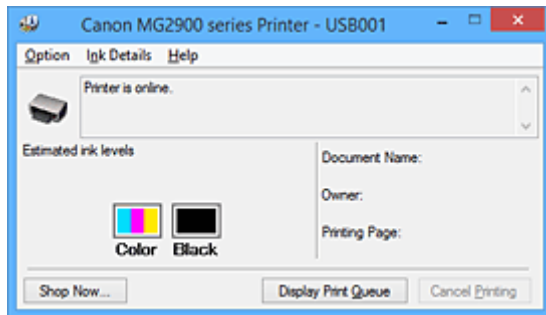 Canon MG2900 series Printer - USB001
Option Ink Details Help
Printer is online.
Estimated ink levels
Document Name:
Owner:
Printing Page:
Color Black
Shop Now... Display Print Queue Cancel Printing